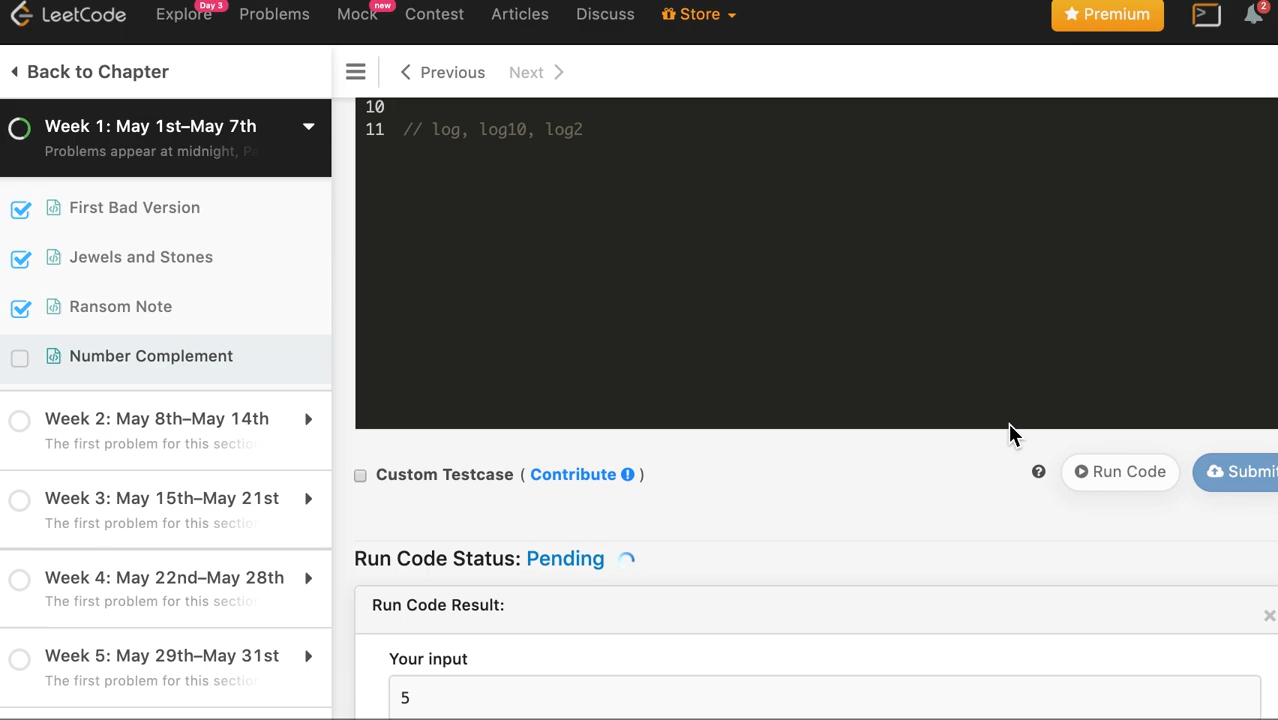 LeetCode
Explore
Day 3
Problems
Mock
new
Contest
Articles
Discuss
Store
Premium
2
Back to Chapter
Previous
Next
Week 1: May 1st–May 7th
Problems appear at midnight,
First Bad Version
Jewels and Stones
Ransom Note
Number Complement
Week 2: May 8th–May 14th
The first problem for this
Week 3: May 15th–May 21st
The first problem for this
Week 4: May 22nd–May 28th
The first problem for this
Week 5: May 29th–May 31st
The first problem for this
10
11 // log, log10, log2
Custom Testcase ( Contribute )
Run Code
Submit
Run Code Status: Pending
Run Code Result:
Your input
5